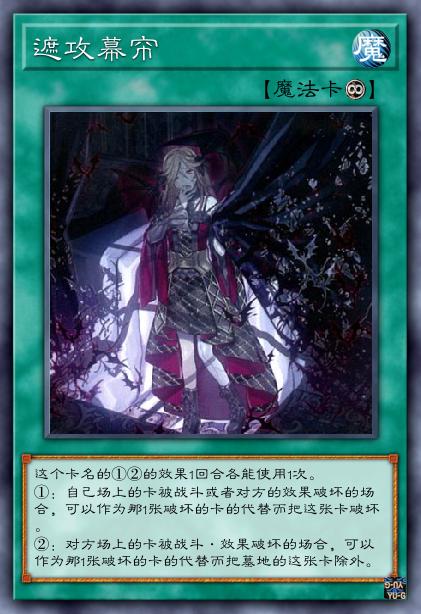 遮攻幕帘
魔
【魔法卡】
这个卡名的①②的效果1回合各能使用1次。
①：自己场上的卡被战斗或者对方的效果破坏的场
合，可以作为那1张破坏的卡的代替而把这张卡破坏
。
②：对方场上的卡被战斗·效果破坏的场合，可以
作为那1张破坏的卡的代替而把墓地的这张卡除外。